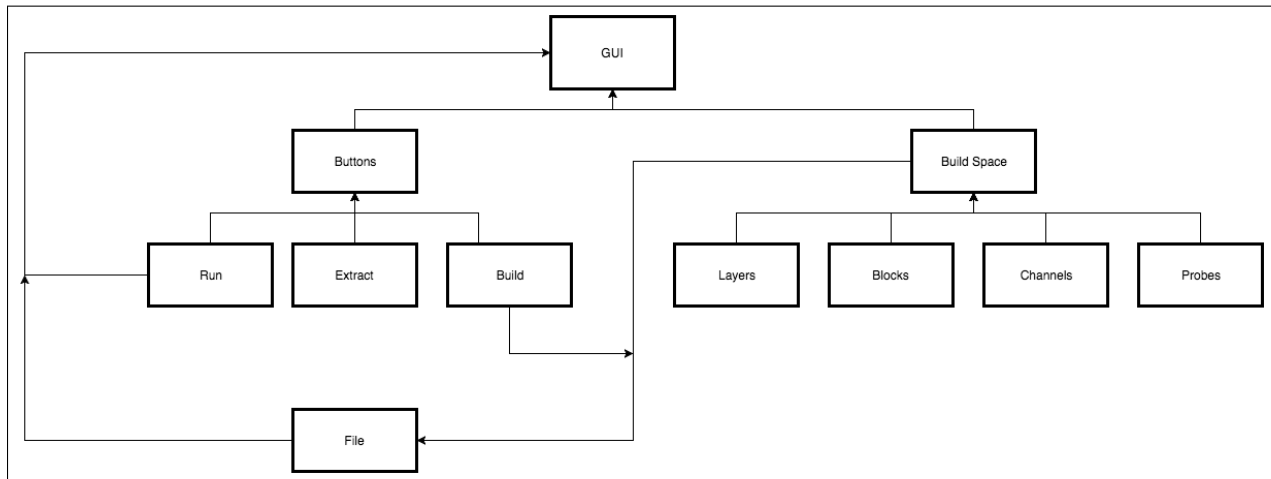 GUI
Buttons
Build Space
Run
Extract
Build
Layers
Blocks
Channels
Probes
File